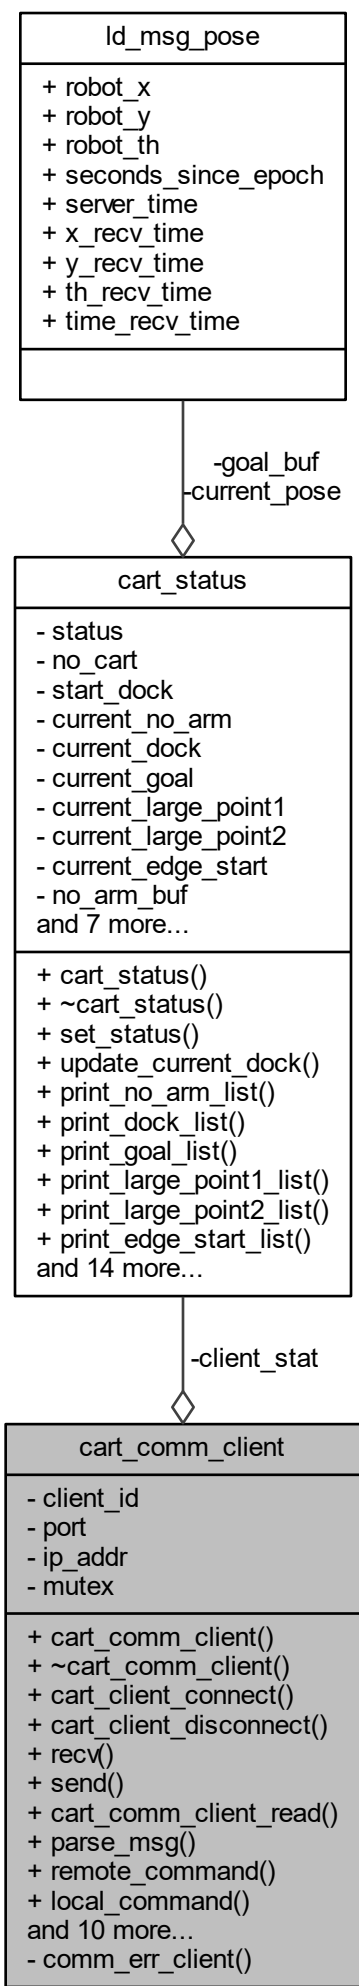 ld_msg_pose
+ robot_x
+ robot_y
+ robot_th
+ seconds_since_epoch
+ server_time
+ x_recv_time
+ y_recv_time
+ th_recv_time
+ time_recv_time
-goal_buf
-current_pose
cart_status
- status
- no_cart
- start_dock
- current_no_arm
- current_dock
- current_goal
- current_large_point1
- current_large_point2
- current_edge_start
- no_arm_buf
and 7 more...
+ cart_status()
+ ~cart_status()
+ set_status()
+ update_current_dock()
+ print_no_arm_list()
+ print_dock_list()
+ print_goal_list()
+ print_large_point1_list()
+ print_large_point2_list()
+ print_edge_start_list()
and 14 more...
-client_stat
cart_comm_client
- client_id
- port
- ip_addr
- mutex
+ cart_comm_client()
+ ~cart_comm_client()
+ cart_client_connect()
+ cart_client_disconnect()
+ recv()
+ send()
+ cart_comm_client_read()
+ parse_msg()
+ remote_command()
+ local_command()
and 10 more...
- comm_err_client()